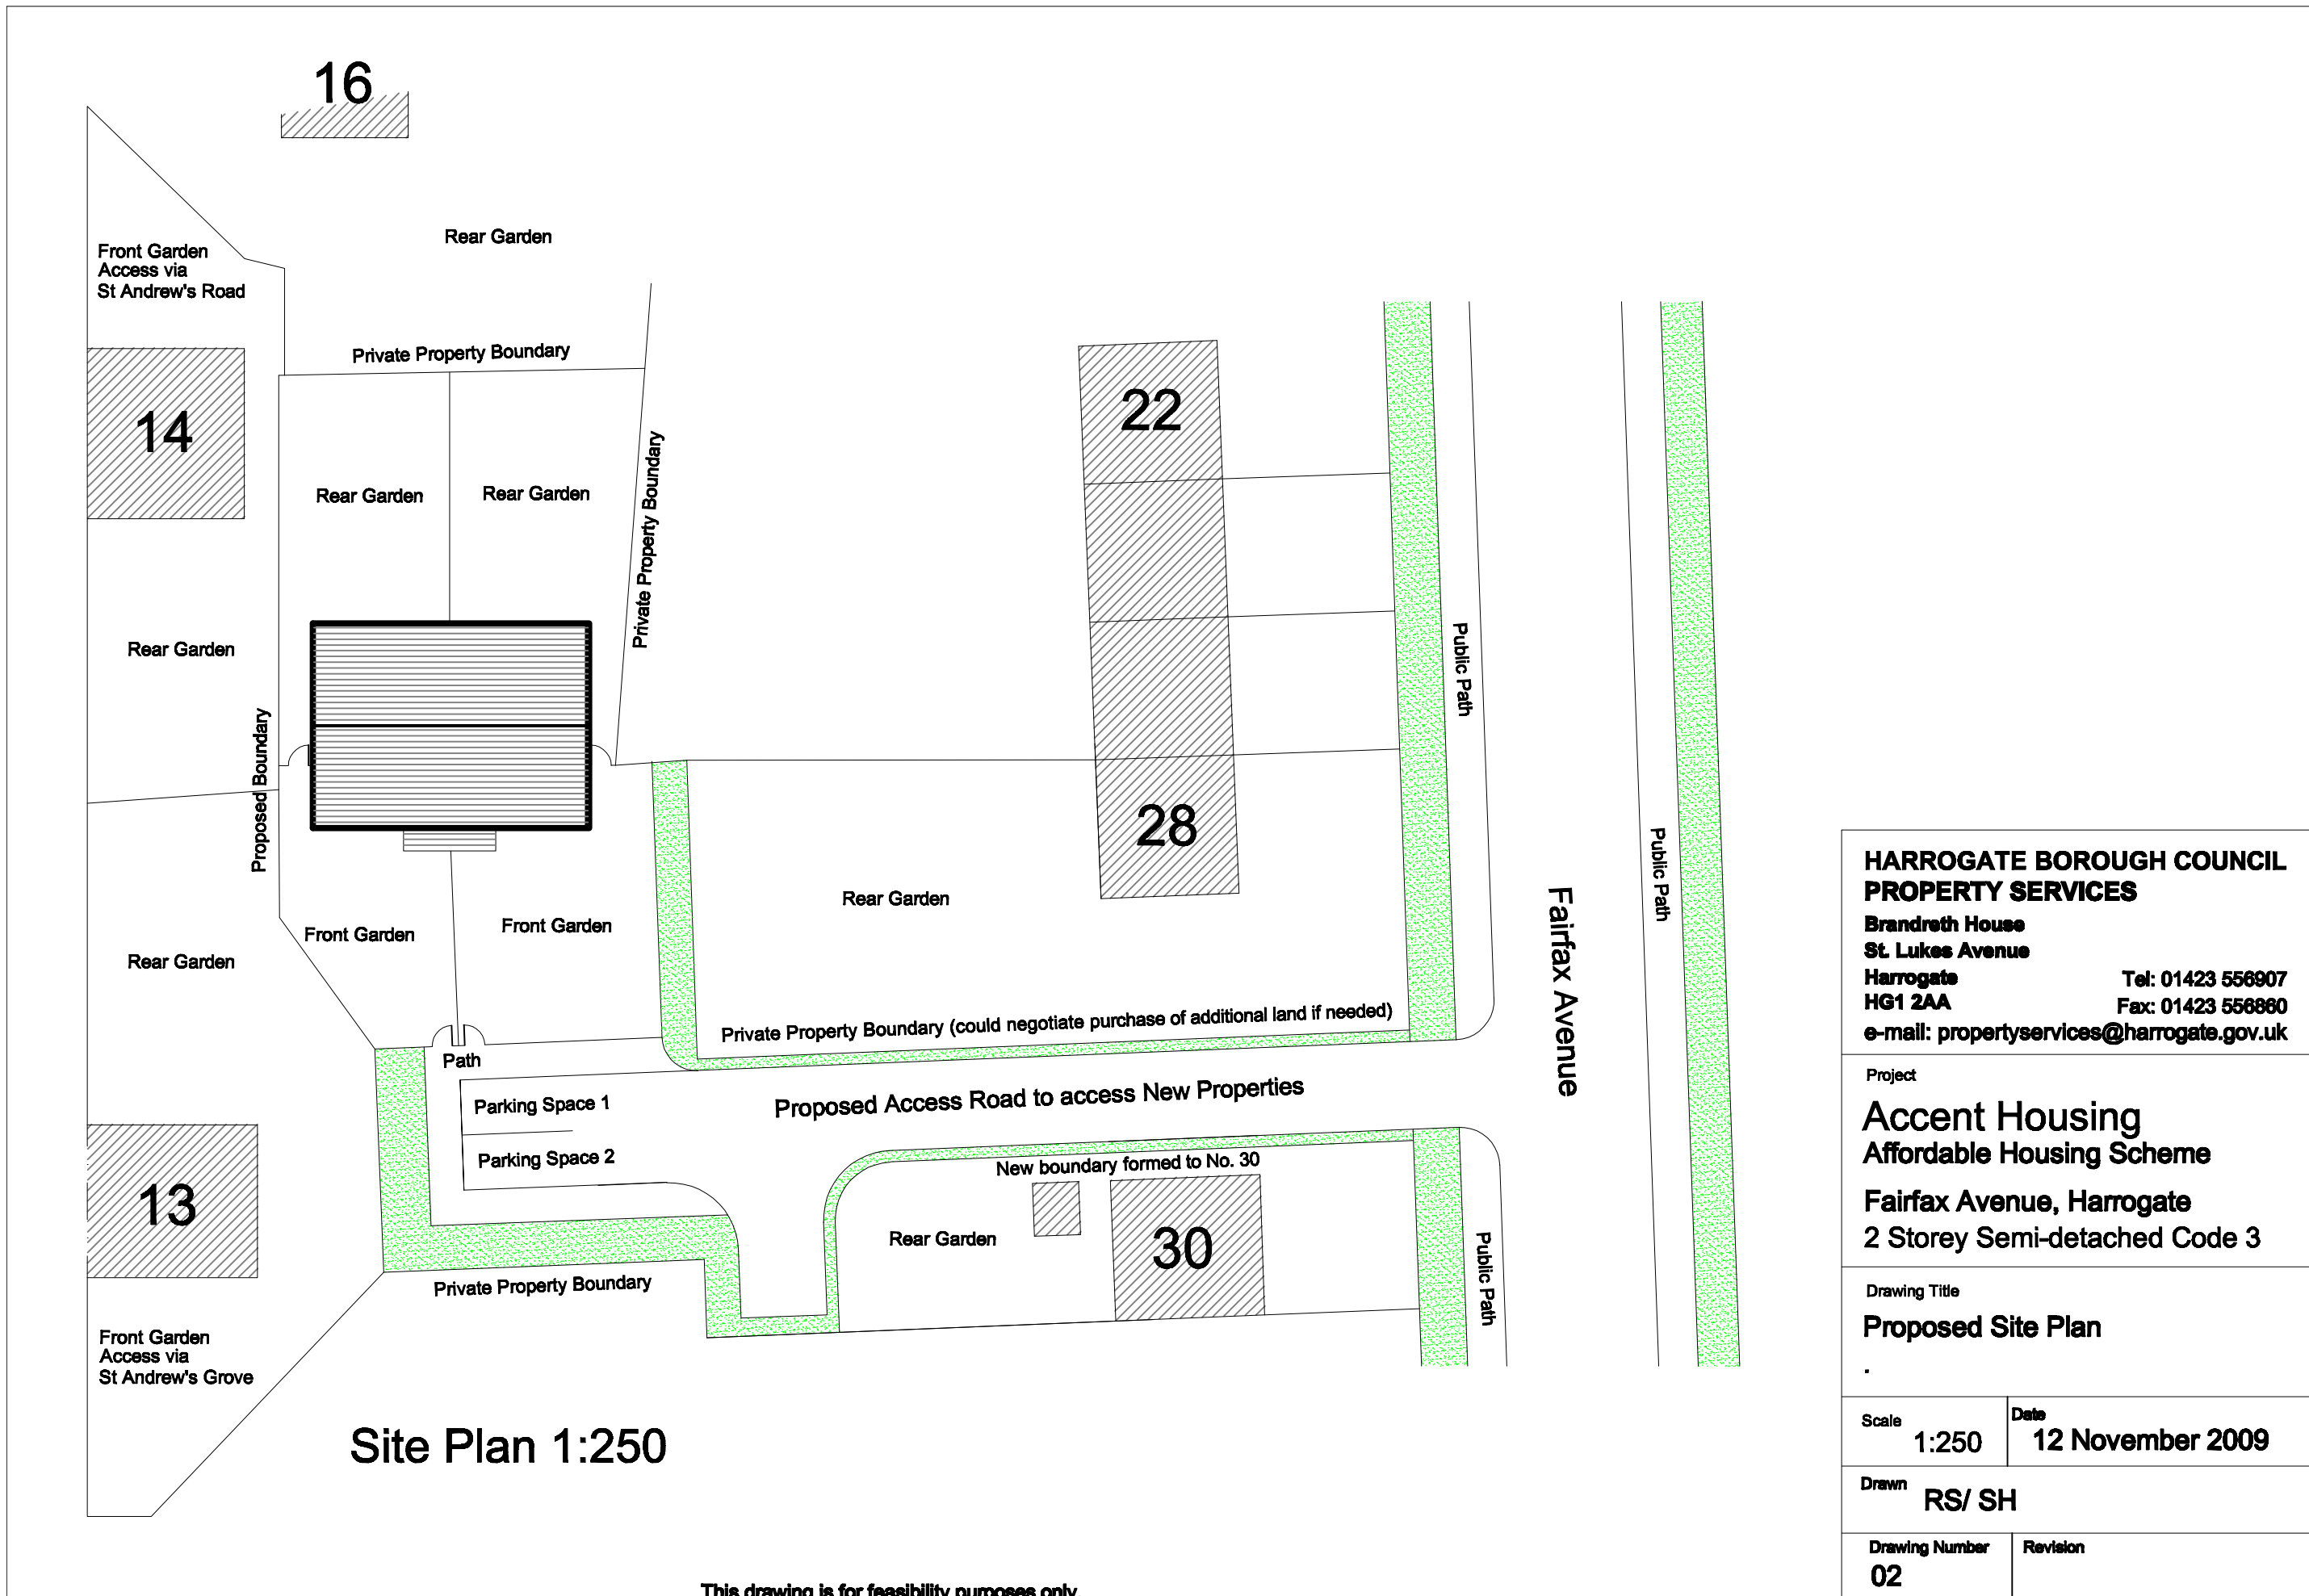 16
Rear Garden
Front Garden
Access via
St Andrew's Road
Private Property Boundary
14
22
Rear Garden
Rear Garden
Private Property Boundary
Rear Garden
Public Path
Proposed Boundary
28
Public Path
Rear Garden
Front Garden
Front Garden
Rear Garden
Fairfax Avenue
Private Property Boundary (could negotiate purchase of additional land if needed)
Path
Parking Space 1
Proposed Access Road to access New Properties
Parking Space 2
New boundary formed to No. 30
13
Rear Garden
30
Public Path
Private Property Boundary
Front Garden
Access via
St Andrew's Grove
Site Plan 1:250
This drawing is for feasibility purposes only
HARROGATE BOROUGH COUNCIL
PROPERTY SERVICES
Brandreth House
St. Lukes Avenue
Harrogate Tel: 01423 556907
HG1 2AA Fax: 01423 556860
e-mail: propertyservices@harrogate.gov.uk
Project
Accent Housing
Affordable Housing Scheme
Fairfax Avenue, Harrogate
2 Storey Semi-detached Code 3
Drawing Title
Proposed Site Plan
.
Scale 1:250
Date 12 November 2009
Drawn RS/ SH
Drawing Number
02
Revision